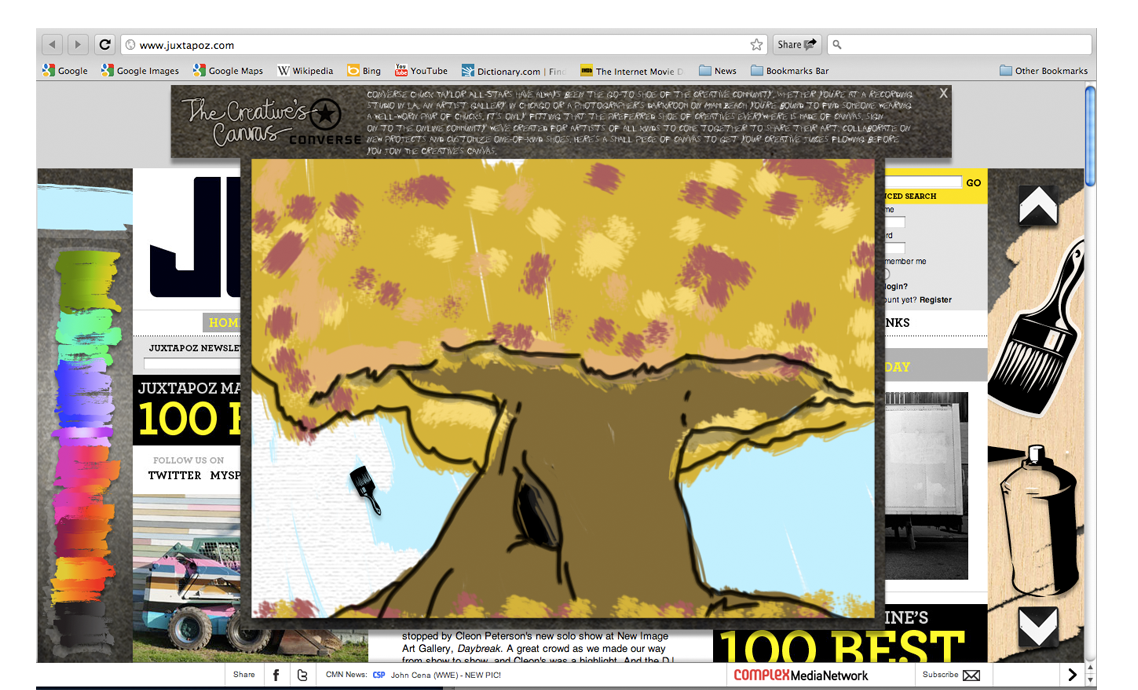 www.juxtapoz.com
Share
Google
Google Images
Google Maps
Wikipedia
Bing
YouTube
Dictionary.com | Fin
The Internet Movie D
News
Bookmarks Bar
Other Bookmarks
The Creative's
Canvas
CONVERSE
CONVERSE CHUCK TAYLOR ALL-STARS HAVE ALWAYS BEEN THE GO-TO SHOE OF THE CREATIVE COMMUNITY. WHETHER YOU'RE AT A RECORDING
STUDIO IN LA, AN ARTIST GALLERY IN CHICAGO OR A PHOTOGRAPHER'S DARKROOM ON MIAMI BEACH YOU'RE BOUND TO FIND SOMEONE WEARING
A WELL-WORN PAIR OF CHUCKS, IT'S ONLY FITTING THAT THE PREFERRED SHOE OF CREATIVES EVERYWHERE IS MADE OF CANVAS. SIGN
ON TO THE ONLINE COMMUNITY WE'VE CREATED FOR ARTISTS OF ALL KINDS TO COME TOGETHER TO SHARE THEIR ART, COLLABORATE ON
NEW PROJECTS AND CUSTOMIZE ONE-OF-KIND SHOES. HERE'S A SMALL PIECE OF CANVAS TO GET YOUR CREATIVE JUICES FLOWING BEFORE
YOU JOIN THE CREATIVE'S CANVAS.
X
GO
NCED SEARCH
me
rd
member me
login?
unt yet? Register
JU
HOM
NKS
JUXTAPOZ NEWSLE
DAY
JUXTAPOZ MA
100 B
FOLLOW US ON
TWITTER MYSP
INE'S
100 BEST
stopped by Cleon Peterson's new solo show at New Image
Art Gallery, Daybreak. A great crowd as we made our way
from show to show, and Cleon's was a highlight. And the DJ
Share
CMN News: CSP John Cena (WWE) - NEW PIC!
COMPLEX MediaNetwork
Subscribe